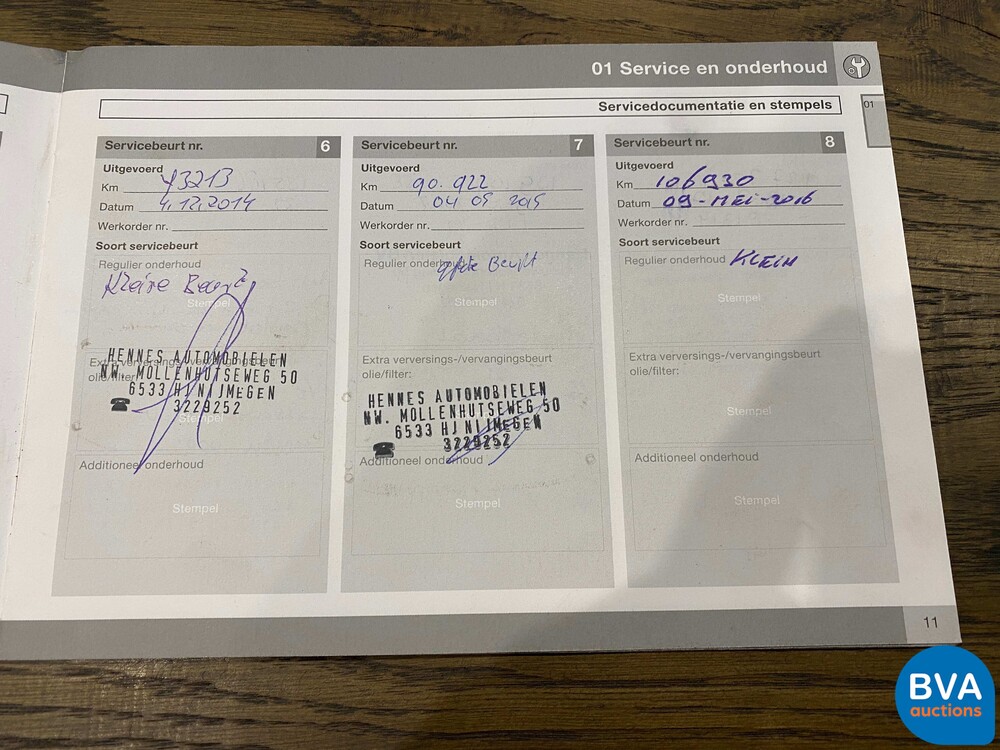 01 Service en onderhoud
Servicedocumentatie en stempels
01
Servicebeurt nr. 6
Uitgevoerd
Km 73213
Datum 4.12.2014
Werkorder nr.
Soort servicebeurt
Regulier onderhoud
Kleine Beurt
Stempel
Extra verversings-/vervangingsbeurt
olie/filter:
HENNES AUTOMOBIELEN
NW. MOLLENHUTSEWEG 50
6533 HJ NIJMEGEN
☎ 3229252
Stempel
Additioneel onderhoud
Stempel
Servicebeurt nr. 7
Uitgevoerd
Km 90.922
Datum 04 05 2015
Werkorder nr.
Soort servicebeurt
Regulier onderhoud Beurt
Stempel
Extra verversings-/vervangingsbeurt
olie/filter:
HENNES AUTOMOBIELEN
NW. MOLLENHUTSEWEG 50
6533 HJ NIJMEGEN
☎ 3229252
Additioneel onderhoud
Stempel
Servicebeurt nr. 8
Uitgevoerd
Km 106930
Datum 09-MEI-2016
Werkorder nr.
Soort servicebeurt
Regulier onderhoud KLEIN
Stempel
Extra verversings-/vervangingsbeurt
olie/filter:
Stempel
Additioneel onderhoud
Stempel
11
BVA
auctions